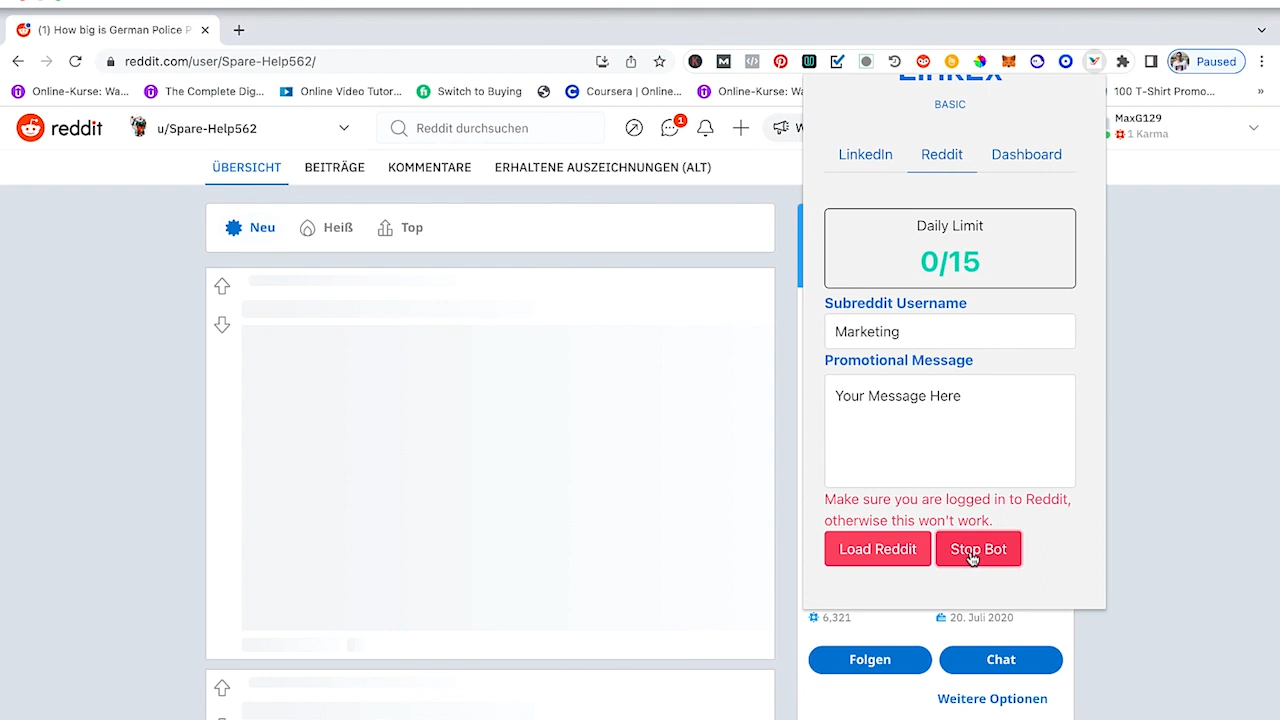 (1) How big is German Police P
reddit.com/user/Spare-Help562/
Paused
Online-Kurse: Wa...
The Complete Dig...
Online Video Tutor...
Switch to Buying
Coursera | Online...
Online-Kurse: Wa
100 T-Shirt Promo...
»
reddit
u/Spare-Help562
Reddit durchsuchen
1
W
MaxG129
1 Karma
ÜBERSICHT
BEITRÄGE
KOMMENTARE
ERHALTENE AUSZEICHNUNGEN (ALT)
Neu
Heiß
Top
BASIC
LinkedIn
Reddit
Dashboard
Daily Limit
0/15
Subreddit Username
Marketing
Promotional Message
Your Message Here
Make sure you are logged in to Reddit,
otherwise this won't work.
Load Reddit
Stop Bot
6,321
20. Juli 2020
Folgen
Chat
Weitere Optionen